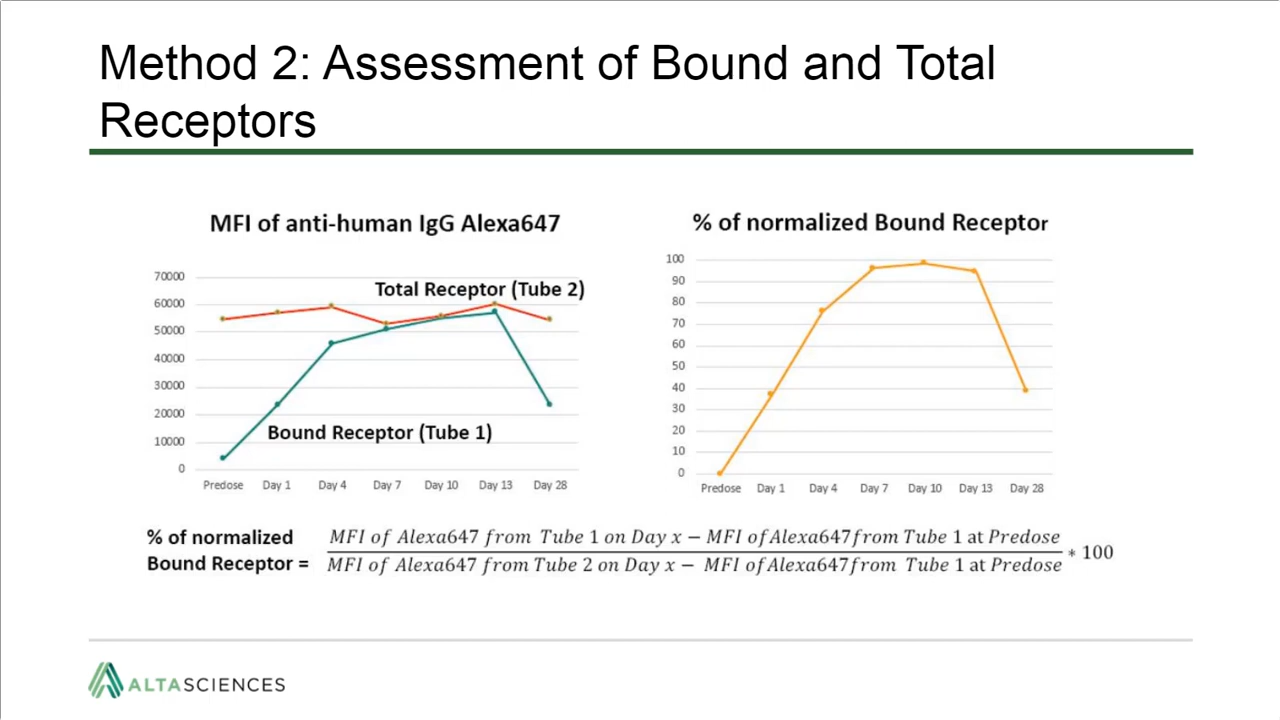 Method 2: Assessment of Bound and Total
Receptors
MFI of anti-human IgG Alexa647
70000
60000
50000
40000
30000
20000
10000
0
Total Receptor (Tube 2)
Bound Receptor (Tube 1)
Predose Day 1 Day 4 Day 7 Day 10 Day 13 Day 28
% of normalized Bound Receptor
100
90
80
70
60
50
40
30
20
10
0
Predose Day 1 Day 4 Day 7 Day 10 Day 13 Day 28
% of normalized
Bound Receptor =
MFI of Alexa647 from Tube 1 on Day x − MFI of Alexa647 from Tube 1 at Predose
MFI of Alexa647 from Tube 2 on Day x − MFI of Alexa647 from Tube 1 at Predose
* 100
ALTASCIENCES